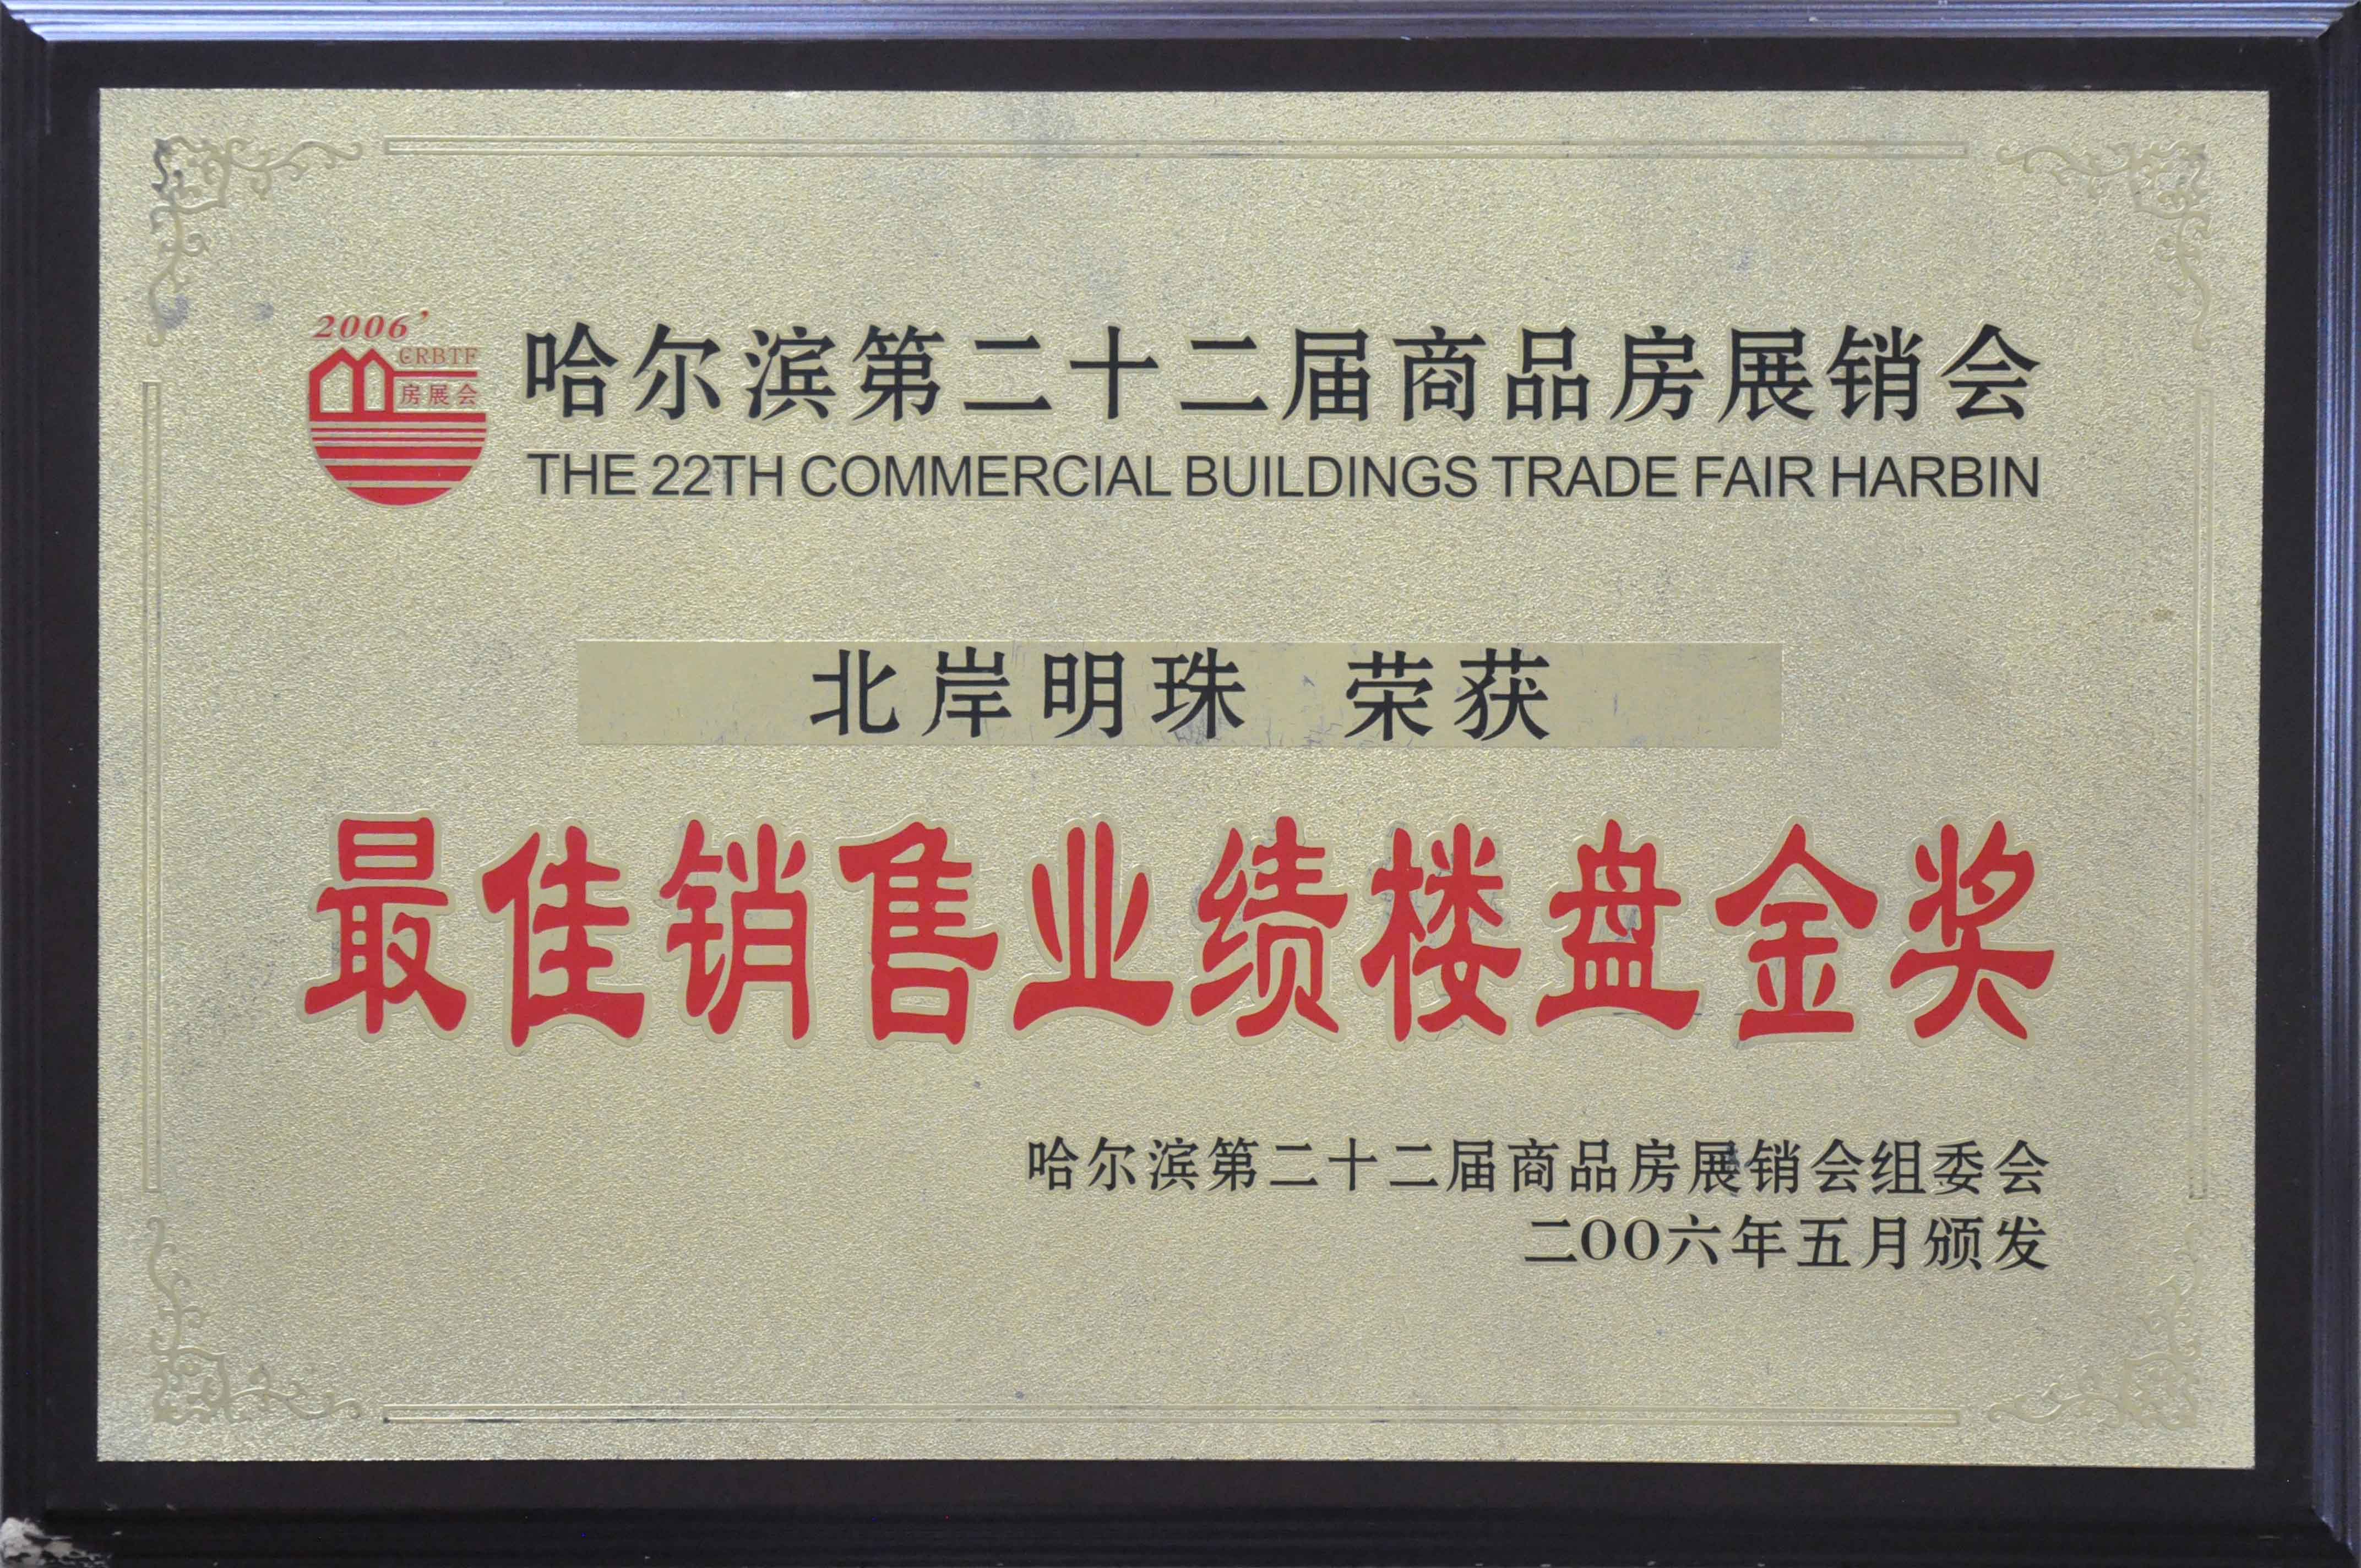 2006'
CRBTF
房展会
哈尔滨第二十二届商品房展销会
THE 22TH COMMERCIAL BUILDINGS TRADE FAIR HARBIN
北岸明珠 荣获
最佳销售业绩楼盘金奖
哈尔滨第二十二届商品房展销会组委会
二〇〇六年五月颁发